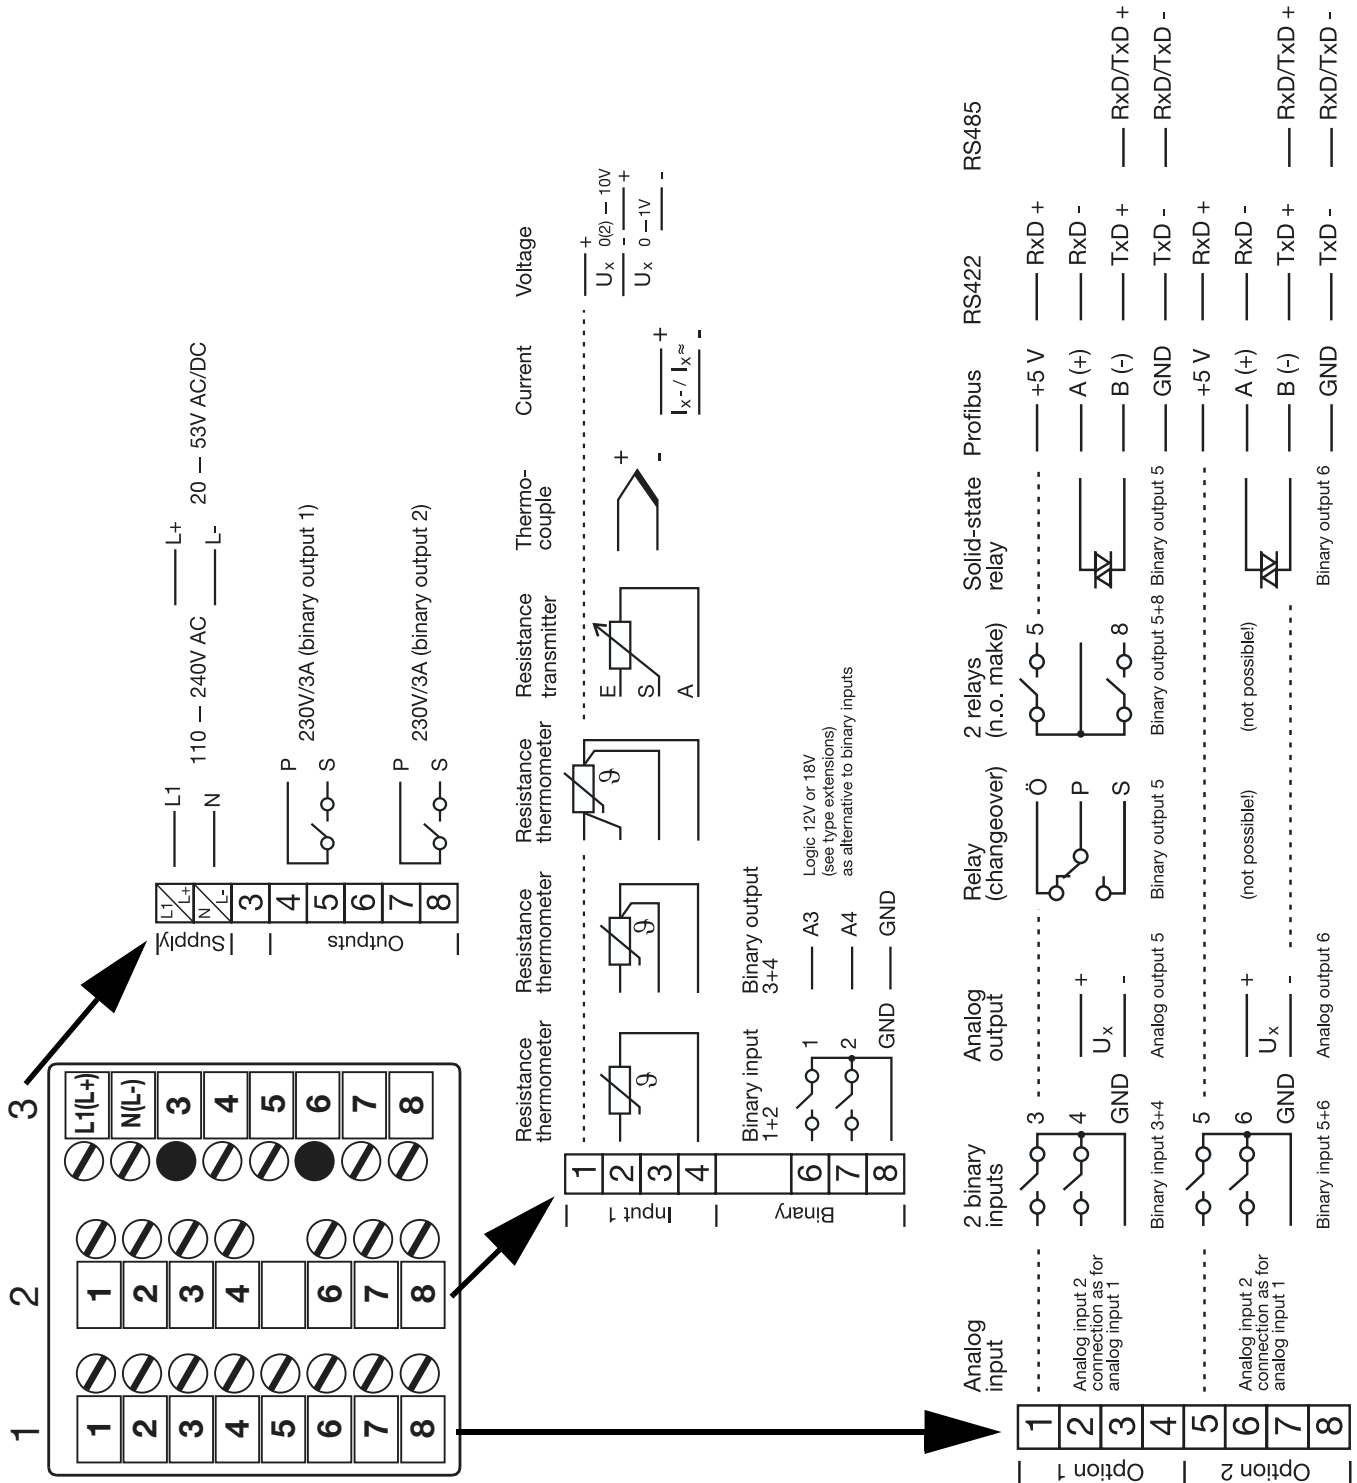 3
L1(L+)
N(L-)
3
4
5
6
7
8
2
1
2
3
4
6
7
8
1
1
2
3
4
5
6
7
8
Supply
Outputs
L1
L+
N
L-
3
4
5
6
7
8
L1
N
110 – 240V AC
L+
L-
20 – 53V AC/DC
P
S
230V/3A (binary output 1)
P
S
230V/3A (binary output 2)
Input 1
Binary
1
2
3
4
6
7
8
Resistance
thermometer
ϑ
Resistance
thermometer
ϑ
Resistance
thermometer
ϑ
Resistance
transmitter
E
S
A
Thermo-
couple
+
-
Current
+
Ix- / Ix≈
-
Voltage
+
Ux 0(2) – 10V
- +
Ux 0 – 1V
-
Binary input
1+2
1
2
GND
Binary output
3+4
A3
A4
GND
Logic 12V or 18V
(see type extensions)
as alternative to binary inputs
Option 1
Option 2
1
2
3
4
5
6
7
8
Analog
input
Analog input 2
connection as for
analog input 1
Analog input 2
connection as for
analog input 1
2 binary
inputs
3
4
GND
Binary input 3+4
5
6
GND
Binary input 5+6
Analog
output
+
Ux
-
Analog output 5
+
Ux
-
Analog output 6
Relay
(changeover)
Ö
P
S
Binary output 5
(not possible!)
2 relays
(n.o. make)
5
8
Binary output 5+8
(not possible!)
Solid-state
relay
Binary output 5
Binary output 6
Profibus
+5 V
A (+)
B (-)
GND
+5 V
A (+)
B (-)
GND
RS422
RxD +
RxD -
TxD +
TxD -
RxD +
RxD -
TxD +
TxD -
RS485
RxD/TxD +
RxD/TxD -
RxD/TxD +
RxD/TxD -